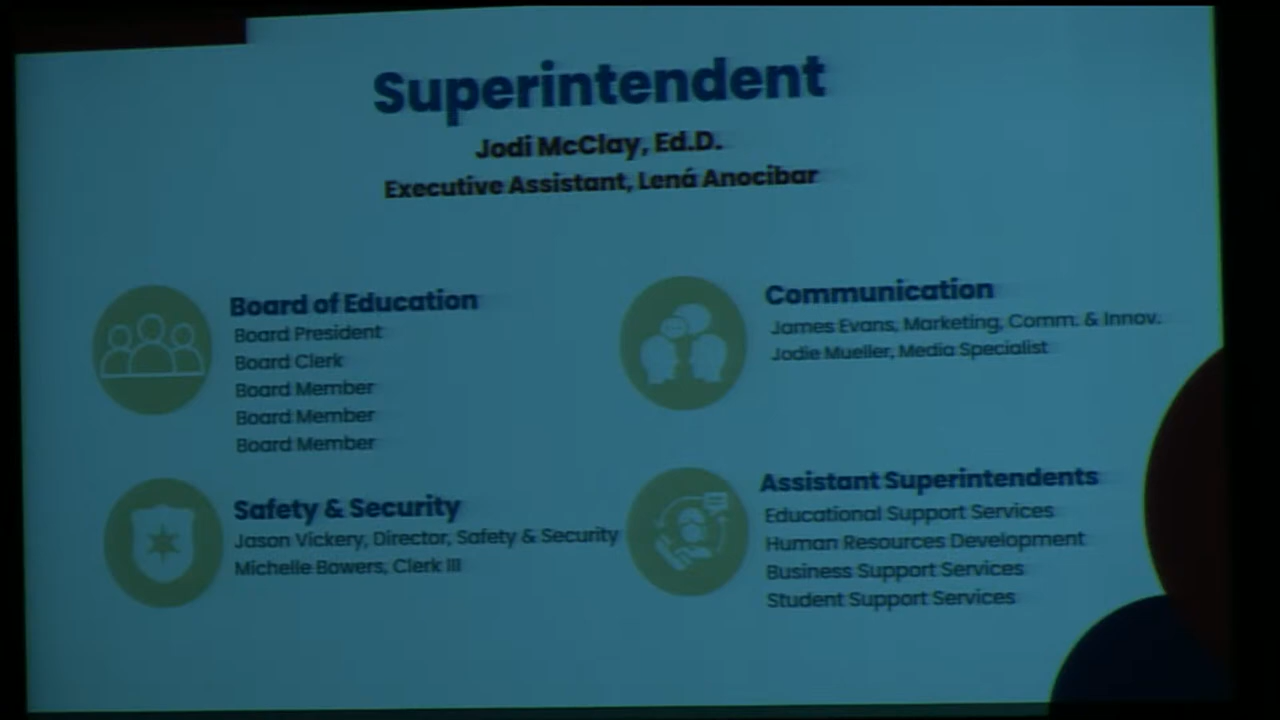 Superintendent
Jodi McClay, Ed.D.
Executive Assistant, Lená Anocibar
Board of Education
Board President
Board Clerk
Board Member
Board Member
Board Member
Communication
James Evans, Marketing, Comm. & Innov.
Jodie Mueller, Media Specialist
Safety & Security
Jason Vickery, Director, Safety & Security
Michelle Bowers, Clerk III
Assistant Superintendents
Educational Support Services
Human Resources Development
Business Support Services
Student Support Services